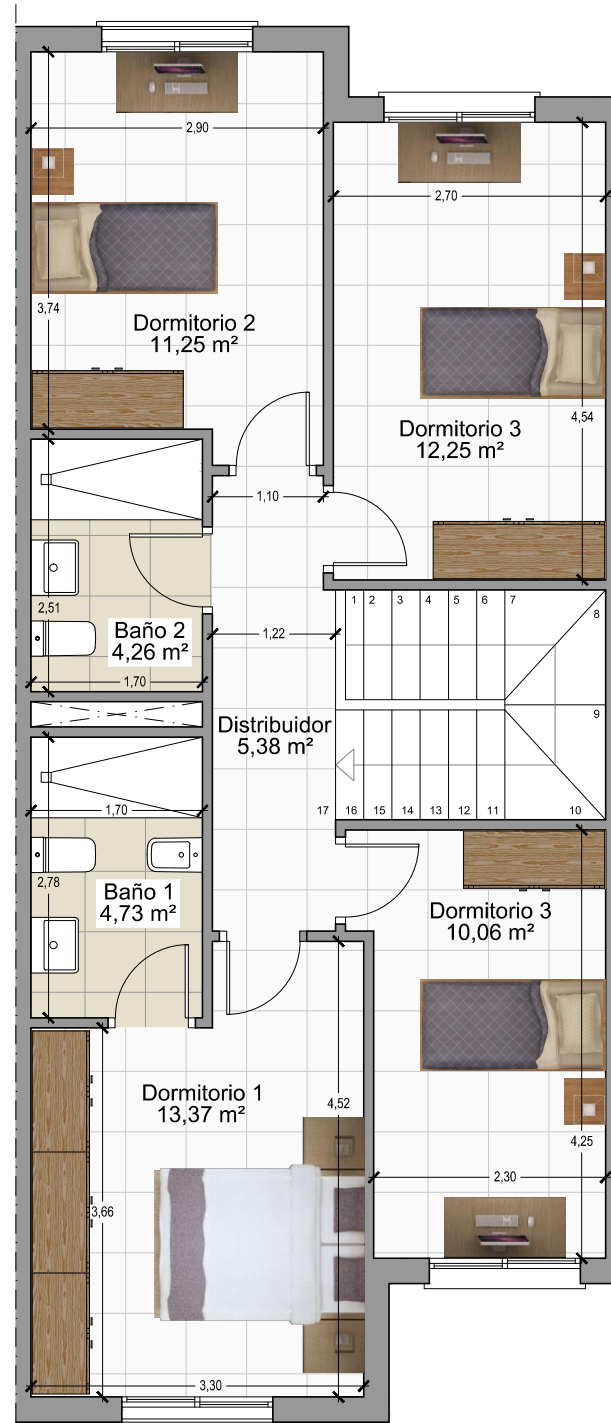 2,90
2,70
3,74
Dormitorio 2
11,25 m²
4,54
Dormitorio 3
12,25 m²
1,10
1 2 3 4 5 6 7
8
2,51
Baño 2
4,26 m²
1,22
1,70
Distribuidor
5,38 m²
9
17 16 15 14 13 12 11 10
1,70
2,78
Baño 1
4,73 m²
Dormitorio 3
10,06 m²
Dormitorio 1
13,37 m²
4,52
4,25
2,30
3,66
3,30